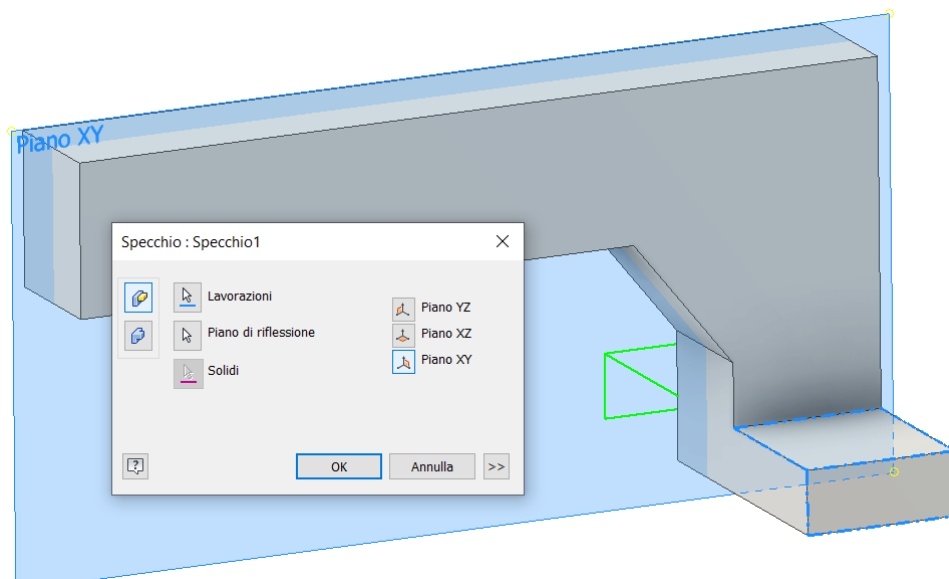 Piano XY
Specchio : Specchio1
Lavorazioni
Piano di riflessione
Solidi
Piano YZ
Piano XZ
Piano XY
?
OK
Annulla
>>